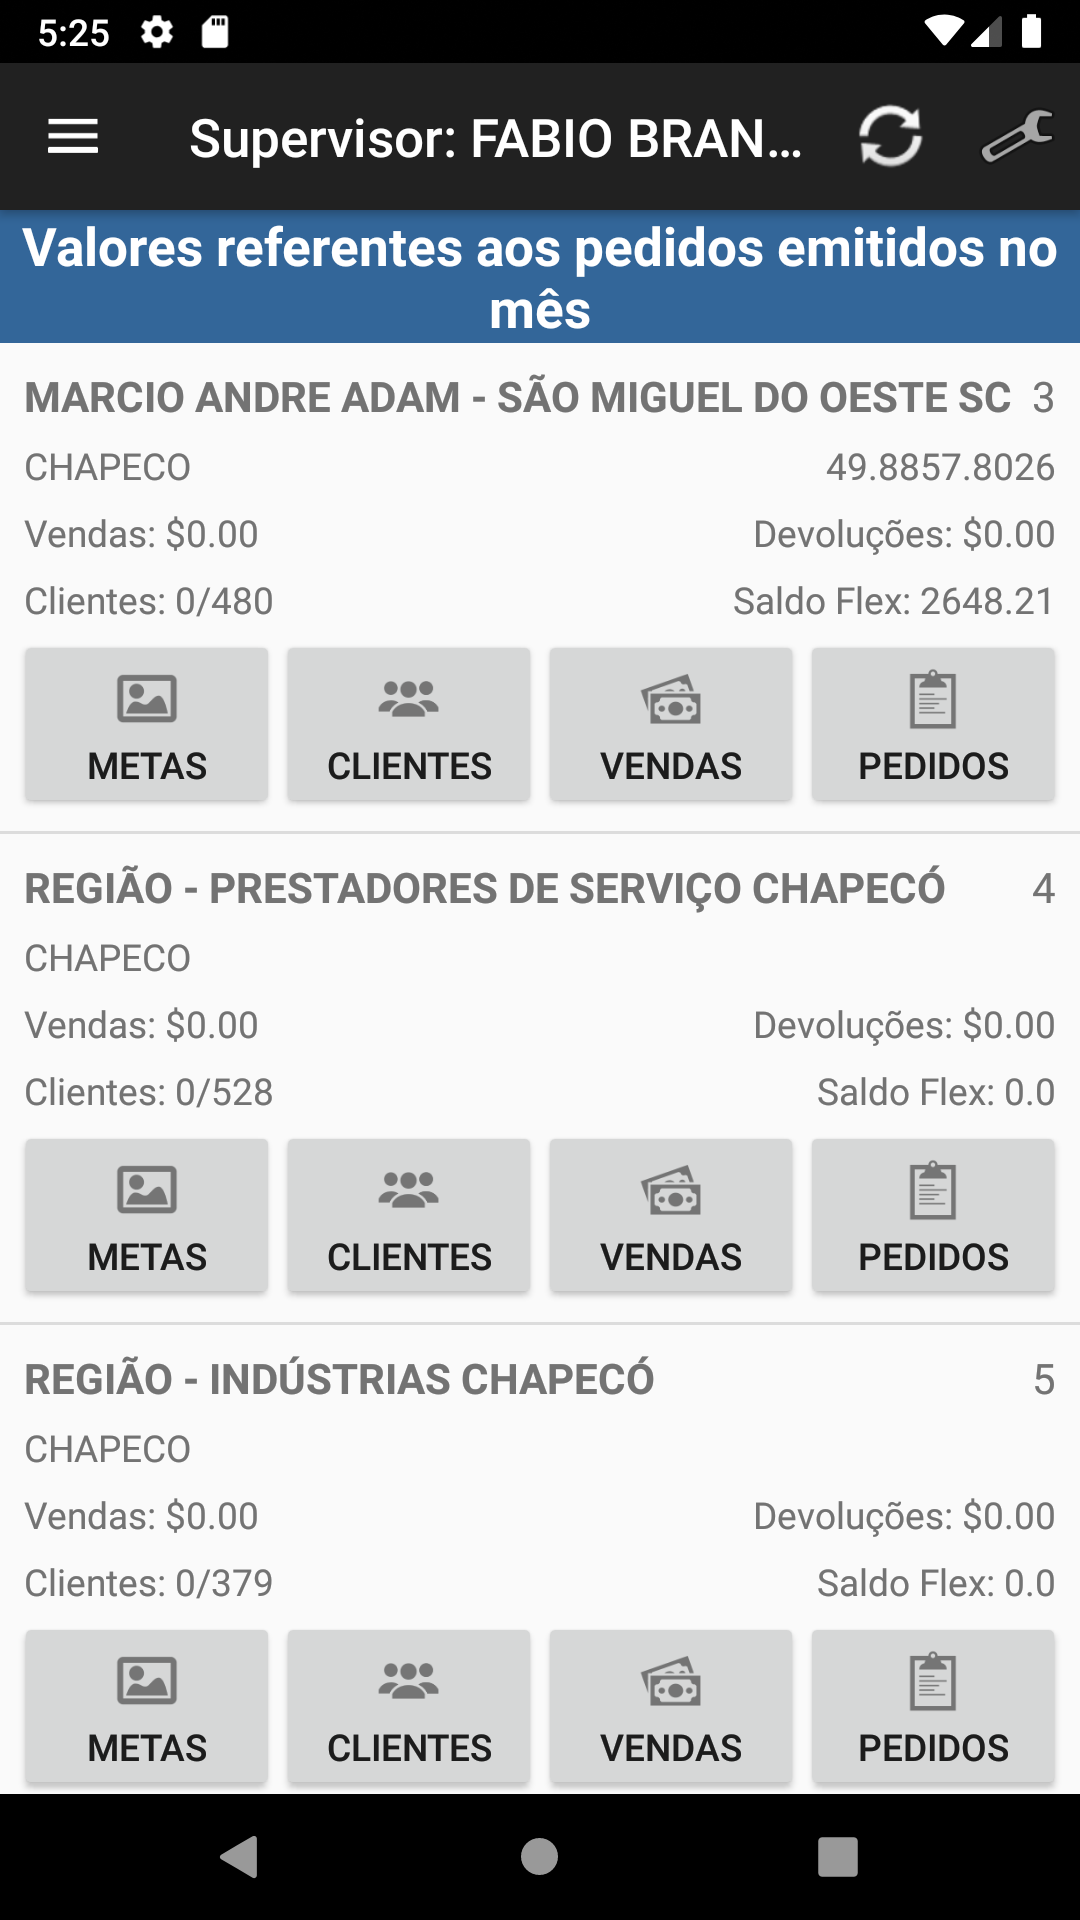 5:25
Supervisor: FABIO BRAN...
Valores referentes aos pedidos emitidos no
mês
MARCIO ANDRE ADAM - SÃO MIGUEL DO OESTE SC 3
CHAPECO 49.8857.8026
Vendas: $0.00 Devoluções: $0.00
Clientes: 0/480 Saldo Flex: 2648.21
METAS CLIENTES VENDAS PEDIDOS
REGIÃO - PRESTADORES DE SERVIÇO CHAPECÓ 4
CHAPECO
Vendas: $0.00 Devoluções: $0.00
Clientes: 0/528 Saldo Flex: 0.0
METAS CLIENTES VENDAS PEDIDOS
REGIÃO - INDÚSTRIAS CHAPECÓ 5
CHAPECO
Vendas: $0.00 Devoluções: $0.00
Clientes: 0/379 Saldo Flex: 0.0
METAS CLIENTES VENDAS PEDIDOS